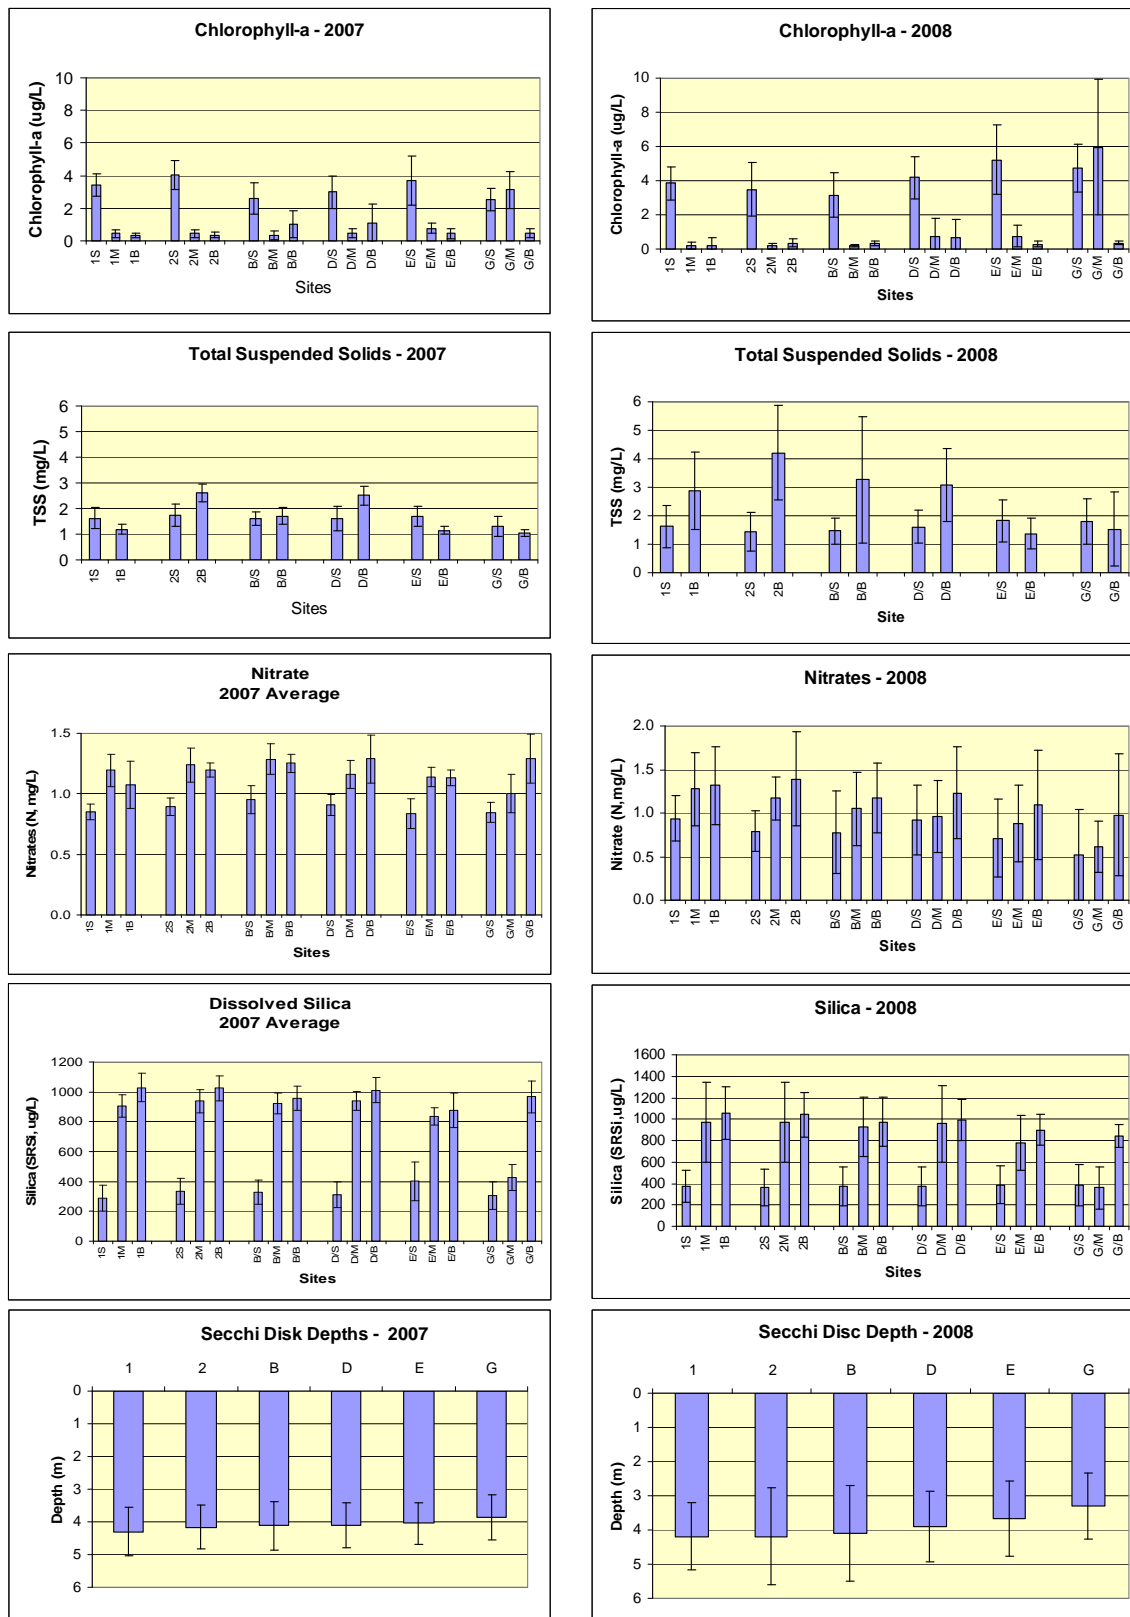 Chlorophyll-a - 2007
Chlorophyll-a (ug/L)
10
8
6
4
2
0
1S 1M 1B 2S 2M 2B B/S B/M B/B D/S D/M D/B E/S E/M E/B G/S G/M G/B
Sites
Chlorophyll-a - 2008
Chlorophyll-a (ug/L)
10
8
6
4
2
0
1S 1M 1B 2S 2M 2B B/S B/M B/B D/S D/M D/B E/S E/M E/B G/S G/M G/B
Sites
Total Suspended Solids - 2007
TSS (mg/L)
6
5
4
3
2
1
0
1S 1B 2S 2B B/S B/B D/S D/B E/S E/B G/S G/B
Sites
Total Suspended Solids - 2008
TSS (mg/L)
6
5
4
3
2
1
0
1S 1B 2S 2B B/S B/B D/S D/B E/S E/B G/S G/B
Site
Nitrate
2007 Average
Nitrates (N, mg/L)
1.5
1.0
0.5
0.0
1S 1M 1B 2S 2M 2B B/S B/M B/B D/S D/M D/B E/S E/M E/B G/S G/M G/B
Sites
Nitrates - 2008
Nitrate (N,mg/L)
2.0
1.5
1.0
0.5
0.0
1S 1M 1B 2S 2M 2B B/S B/M B/B D/S D/M D/B E/S E/M E/B G/S G/M G/B
Sites
Dissolved Silica
2007 Average
Silica (SRSi, ug/L)
1200
1000
800
600
400
200
0
1S 1M 1B 2S 2M 2B B/S B/M B/B D/S D/M D/B E/S E/M E/B G/S G/M G/B
Sites
Silica - 2008
Silica (SRSi,ug/L)
1600
1400
1200
1000
800
600
400
200
0
1S 1M 1B 2S 2M 2B B/S B/M B/B D/S D/M D/B E/S E/M E/B G/S G/M G/B
Sites
Secchi Disk Depths - 2007
1 2 B D E G
Depth (m)
0
1
2
3
4
5
6
Secchi Disc Depth - 2008
1 2 B D E G
Depth (m)
0
1
2
3
4
5
6